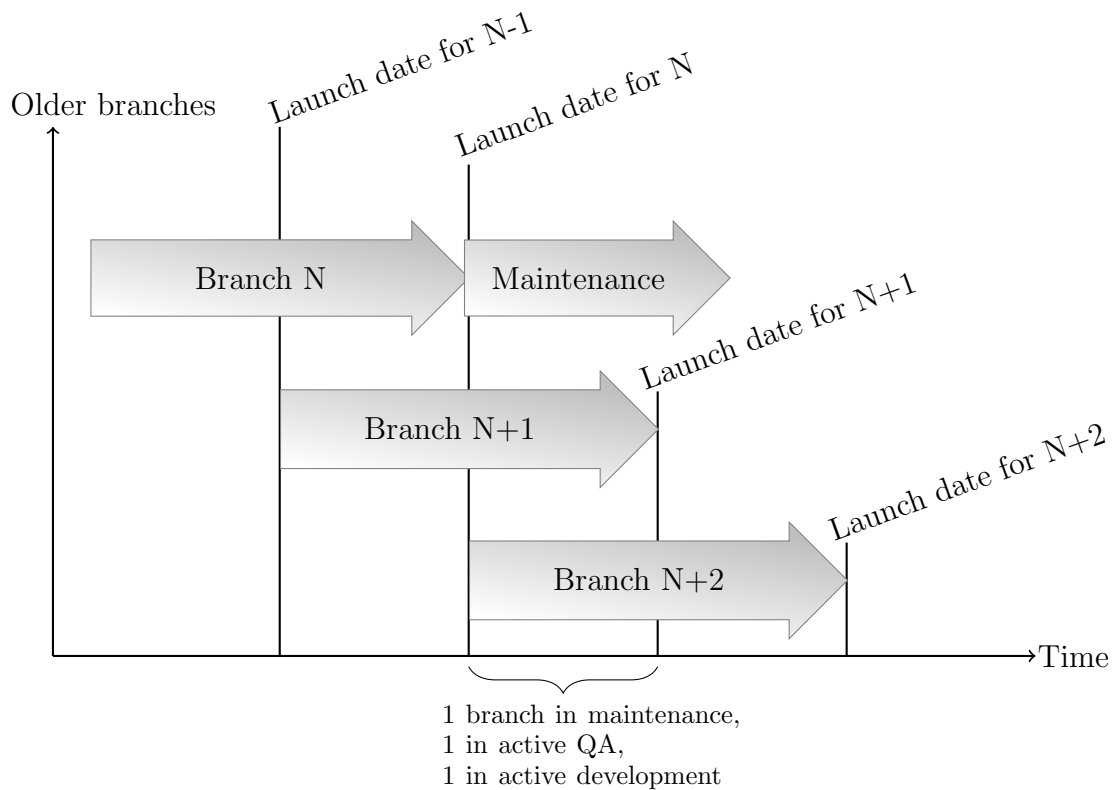 Launch date for N-1
Older branches
Launch date for N
Branch N
Maintenance
Launch date for N+1
Branch N+1
Launch date for N+2
Branch N+2
Time
1 branch in maintenance,
1 in active QA,
1 in active development